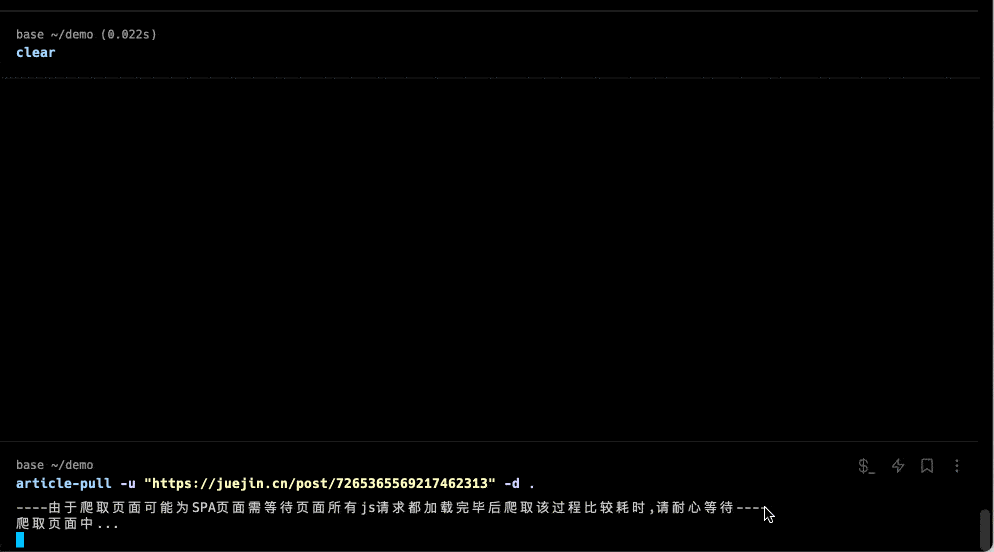 base ~/demo (0.022s)
clear
base ~/demo
$_
article-pull -u "https://juejin.cn/post/7265365569217462313" -d .
----由于爬取页面可能为SPA页面需等待页面所有js请求都加载完毕后爬取该过程比较耗时,请耐心等待----
爬取页面中...